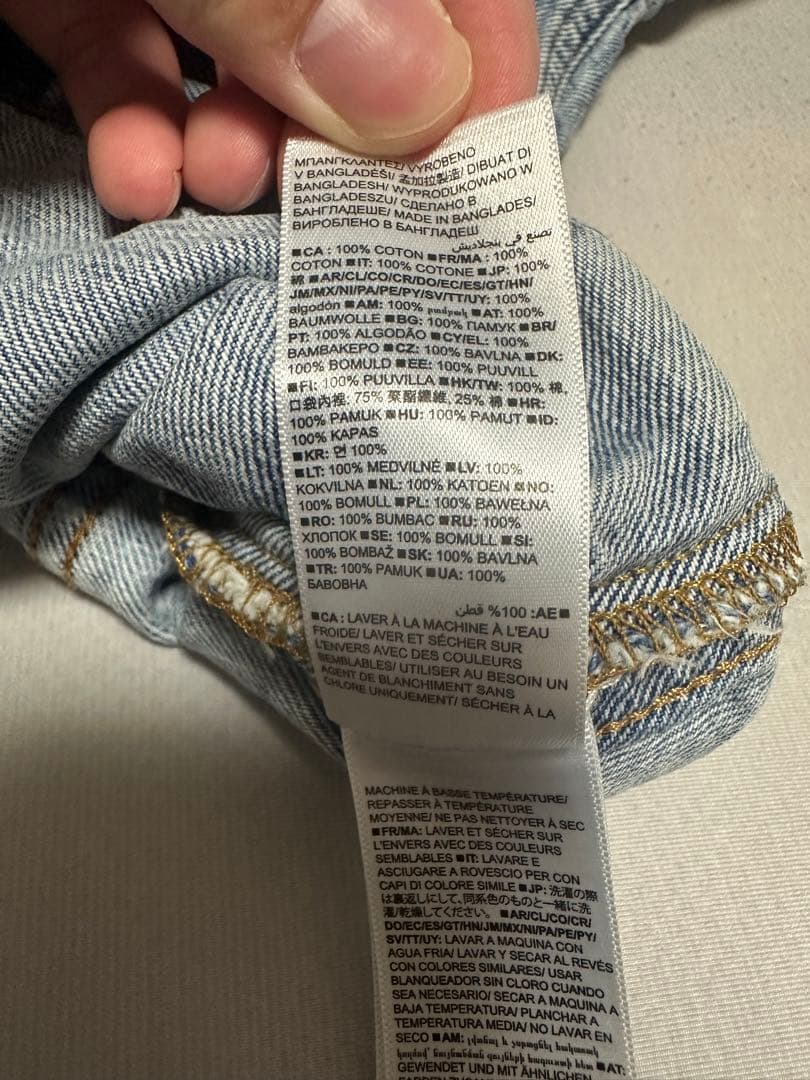 ΜΠΑΝΓΚΛΑΝΤΕΣ/ VYROBENO
V BANGLADÉŠI/ 孟加拉製造/ DIBUAT DI
BANGLADESH/ WYPRODUKOWANO W
BANGLADESZU/ СДЕЛАНО В
БАНГЛАДЕШЕ/ MADE IN BANGLADES/
ВИРОБЛЕНО В БАНГЛАДЕШ
تصنع في بنجلاديش
■CA : 100% COTON ■FR/MA : 100%
COTON ■IT: 100% COTONE ■JP: 100%
綿 ■AR/CL/CO/CR/DO/EC/ES/GT/HN/
JM/MX/NI/PA/PE/PY/SV/TT/UY: 100%
algodón ■AM: 100% բամբակ ■AT: 100%
BAUMWOLLE ■BG: 100% ПАМУК ■BR/
PT: 100% ALGODÃO ■CY/EL: 100%
ΒΑΜΒΑΚΕΡΟ ■CZ: 100% BAVLNA ■DK:
100% BOMULD ■EE: 100% PUUVILL
■FI: 100% PUUVILLA ■HK/TW: 100% 棉,
口袋內裡: 75% 聚酯纖維, 25% 棉 ■HR:
100% PAMUK ■HU: 100% PAMUT ■ID:
100% KAPAS
■KR: 면 100%
■LT: 100% MEDVILNĖ ■LV: 100%
KOKVILNA ■NL: 100% KATOEN ■NO:
100% BOMULL ■PL: 100% BAWEŁNA
■RO: 100% BUMBAC ■RU: 100%
ХЛОПОК ■SE: 100% BOMULL ■SI:
100% BOMBAŽ ■SK: 100% BAVLNA
■TR: 100% PAMUK ■UA: 100%
БАВОВНА
■AE: 100% قطن
■CA : LAVER À LA MACHINE À L'EAU
FROIDE/ LAVER ET SÉCHER SUR
L'ENVERS AVEC DES COULEURS
SEMBLABLES/ UTILISER AU BESOIN UN
AGENT DE BLANCHIMENT SANS
CHLORE UNIQUEMENT/ SÉCHER À LA
MACHINE À BASSE TEMPÉRATURE/
REPASSER À TEMPÉRATURE
MOYENNE/ NE PAS NETTOYER À SEC
■FR/MA: LAVER ET SÉCHER SUR
L'ENVERS AVEC DES COULEURS
SEMBLABLES ■IT: LAVARE E
ASCIUGARE A ROVESCIO PER CON
CAPI DI COLORE SIMILE ■JP: 洗濯の際
は裏返しにして、同系色のものと一緒に洗
濯/乾燥してください。 ■AR/CL/CO/CR/
DO/EC/ES/GT/HN/JM/MX/NI/PA/PE/PY/
SV/TT/UY: LAVAR A MAQUINA CON
AGUA FRIA/ LAVAR Y SECAR AL REVÉS
CON COLORES SIMILARES/ USAR
BLANQUEADOR SIN CLORO CUANDO
SEA NECESARIO/ SECAR A MAQUINA A
BAJA TEMPERATURA/ PLANCHAR A
TEMPERATURA MEDIA/ NO LAVAR EN
SECO ■AM: լվանալ և չորացնել հակառակ
■AT:
GEWENDET UND MIT ÄHNLICHEN